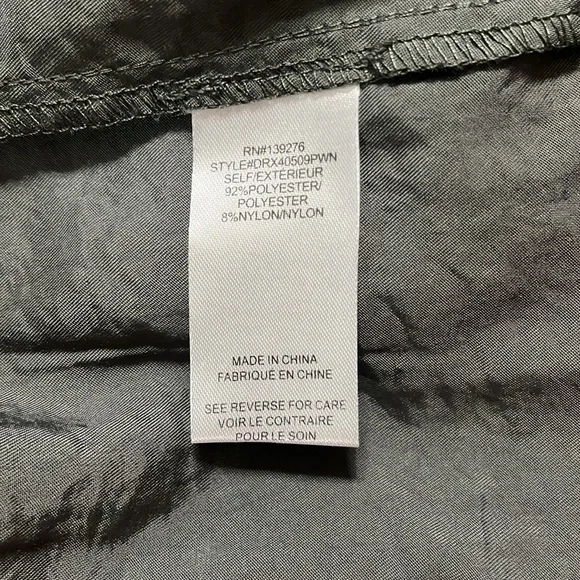 RN#139276
STYLE#DRX40509PWN
SELF/EXTÉRIEUR
92%POLYESTER/
POLYESTER
8%NYLON/NYLON
MADE IN CHINA
FABRIQUÉ EN CHINE
SEE REVERSE FOR CARE
VOIR LE CONTRAIRE
POUR LE SOIN